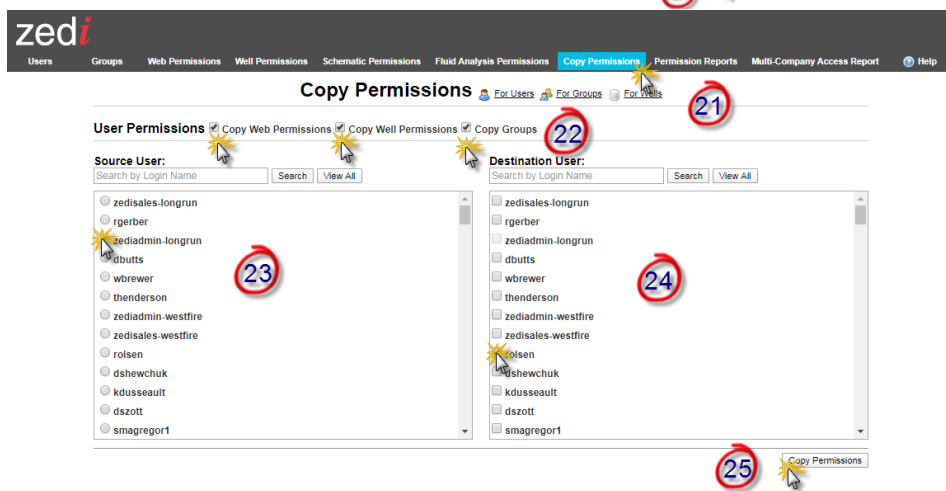 zedi
Users Groups Web Permissions Well Permissions Schematic Permissions Fluid Analysis Permissions Copy Permissions Permission Reports Multi-Company Access Report ? Help
Copy Permissions For Users For Groups For Wells
21
User Permissions Copy Web Permissions Copy Well Permissions Copy Groups
22
Source User: Destination User:
Search by Login Name Search View All Search by Login Name Search View All
zedisales-longrun zedisales-longrun
rgerber rgerber
zediadmin-longrun zediadmin-longrun
dbutts dbutts
23 24
wbrewer wbrewer
thenderson thenderson
zediadmin-westfire zediadmin-westfire
zedisales-westfire zedisales-westfire
rolsen rolsen
dshewchuk dshewchuk
kdusseault kdusseault
dszott dszott
smagregor1 smagregor1
25 Copy Permissions